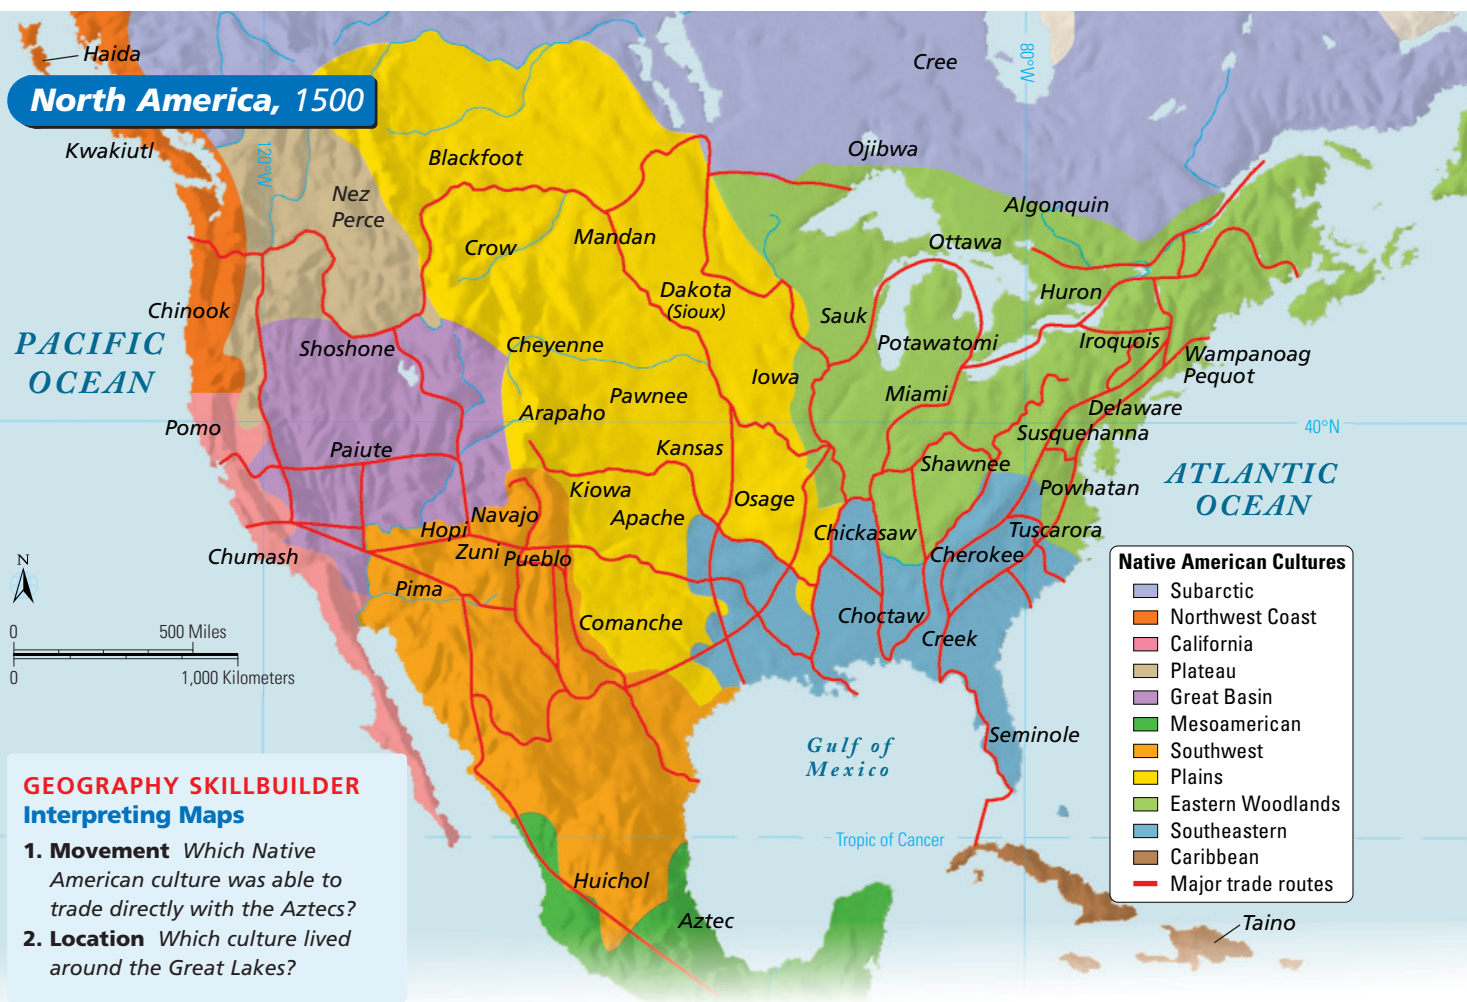 Haida
Cree
80°W
North America, 1500
Kwakiutl
120°W
Blackfoot
Ojibwa
Nez
Perce
Algonquin
Crow
Mandan
Ottawa
Dakota
(Sioux)
Huron
Chinook
Sauk
PACIFIC
OCEAN
Shoshone
Cheyenne
Potawatomi
Iroquois
Wampanoag
Pequot
Iowa
Miami
Pawnee
Arapaho
Delaware
Pomo
Susquehanna
40°N
Paiute
Kansas
Shawnee
ATLANTIC
OCEAN
Kiowa
Osage
Powhatan
Navajo
Apache
Hopi
Chickasaw
Tuscarora
Zuni
Pueblo
Cherokee
Chumash
N
Pima
Comanche
Choctaw
Creek
0 500 Miles
0 1,000 Kilometers
Seminole
Gulf of
Mexico
Tropic of Cancer
Huichol
Aztec
Taino
Native American Cultures
Subarctic
Northwest Coast
California
Plateau
Great Basin
Mesoamerican
Southwest
Plains
Eastern Woodlands
Southeastern
Caribbean
Major trade routes
GEOGRAPHY SKILLBUILDER
Interpreting Maps
1. Movement Which Native
American culture was able to
trade directly with the Aztecs?
2. Location Which culture lived
around the Great Lakes?